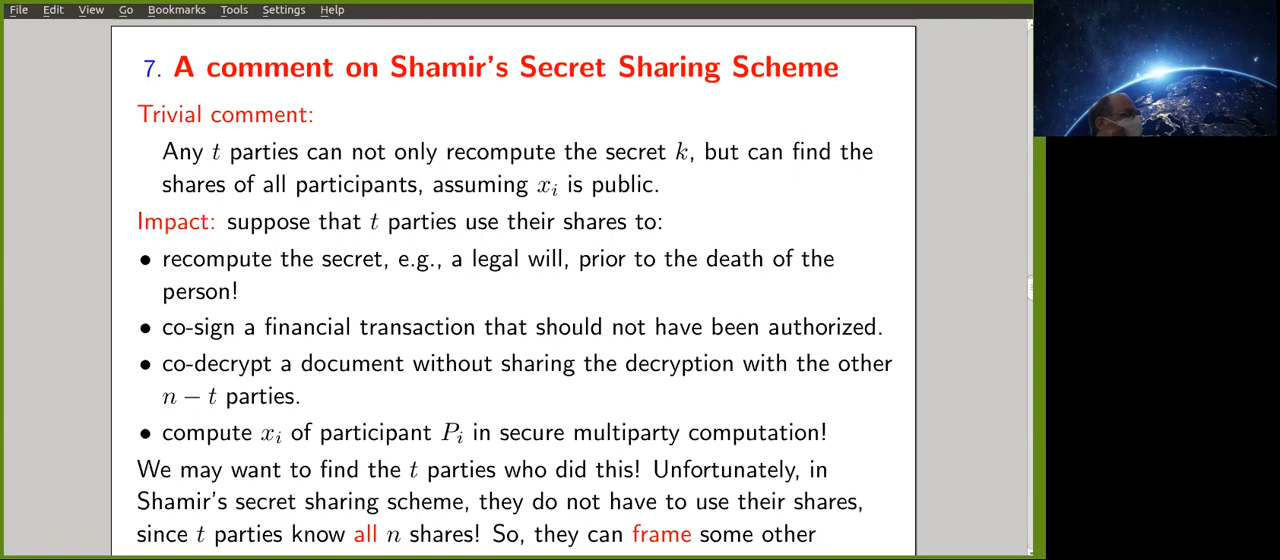 File Edit View Go Bookmarks Tools Settings Help
7. A comment on Shamir's Secret Sharing Scheme
Trivial comment:
Any t parties can not only recompute the secret k, but can find the
shares of all participants, assuming xᵢ is public.
Impact: suppose that t parties use their shares to:
• recompute the secret, e.g., a legal will, prior to the death of the
person!
• co-sign a financial transaction that should not have been authorized.
• co-decrypt a document without sharing the decryption with the other
n − t parties.
• compute xᵢ of participant Pᵢ in secure multiparty computation!
We may want to find the t parties who did this! Unfortunately, in
Shamir's secret sharing scheme, they do not have to use their shares,
since t parties know all n shares! So, they can frame some other